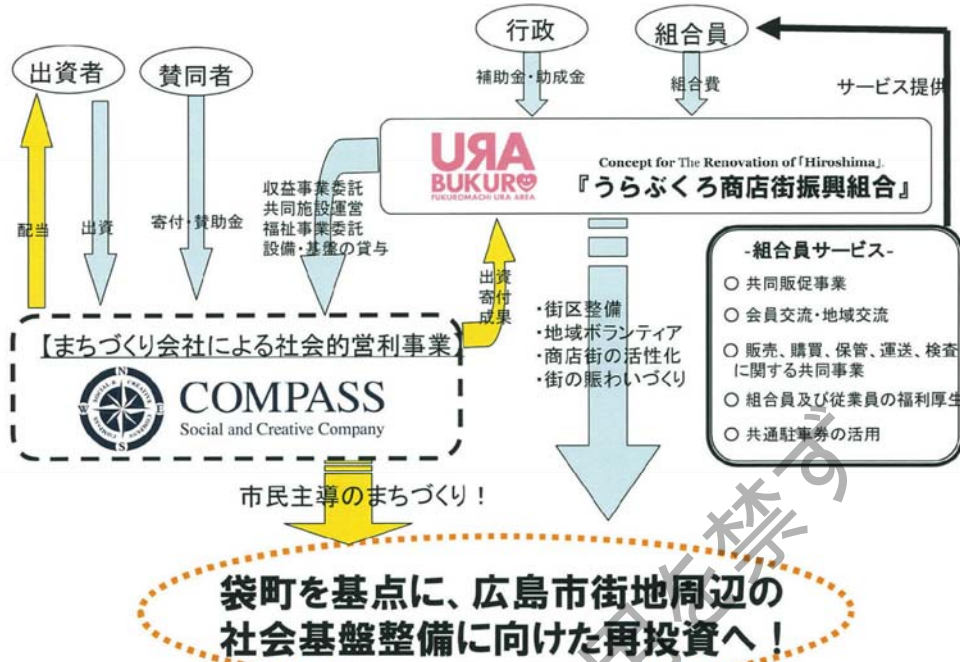 行政
組合員
出資者
賛同者
補助金・助成金
組合費
サービス提供
URA
BUKURO
FUKUROMACHI URA AREA
Concept for The Renovation of「Hiroshima」.
『うらぶくろ商店街振興組合』
配当
出資
寄付・賛助金
収益事業委託
共同施設運営
福祉事業委託
設備・基盤の貸与
出資
寄付
成果
・街区整備
・地域ボランティア
・商店街の活性化
・街の賑わいづくり
-組合員サービス-
○ 共同販促事業
○ 会員交流・地域交流
○ 販売、購買、保管、運送、検査
に関する共同事業
○ 組合員及び従業員の福利厚生
○ 共通駐車券の活用
【まちづくり会社による社会的営利事業】
N
W
E
S
SOCIAL & CREATIVE
COMPASS
COMPASS
Social and Creative Company
市民主導のまちづくり！
袋町を基点に、広島市街地周辺の
社会基盤整備に向けた再投資へ！
を禁ず